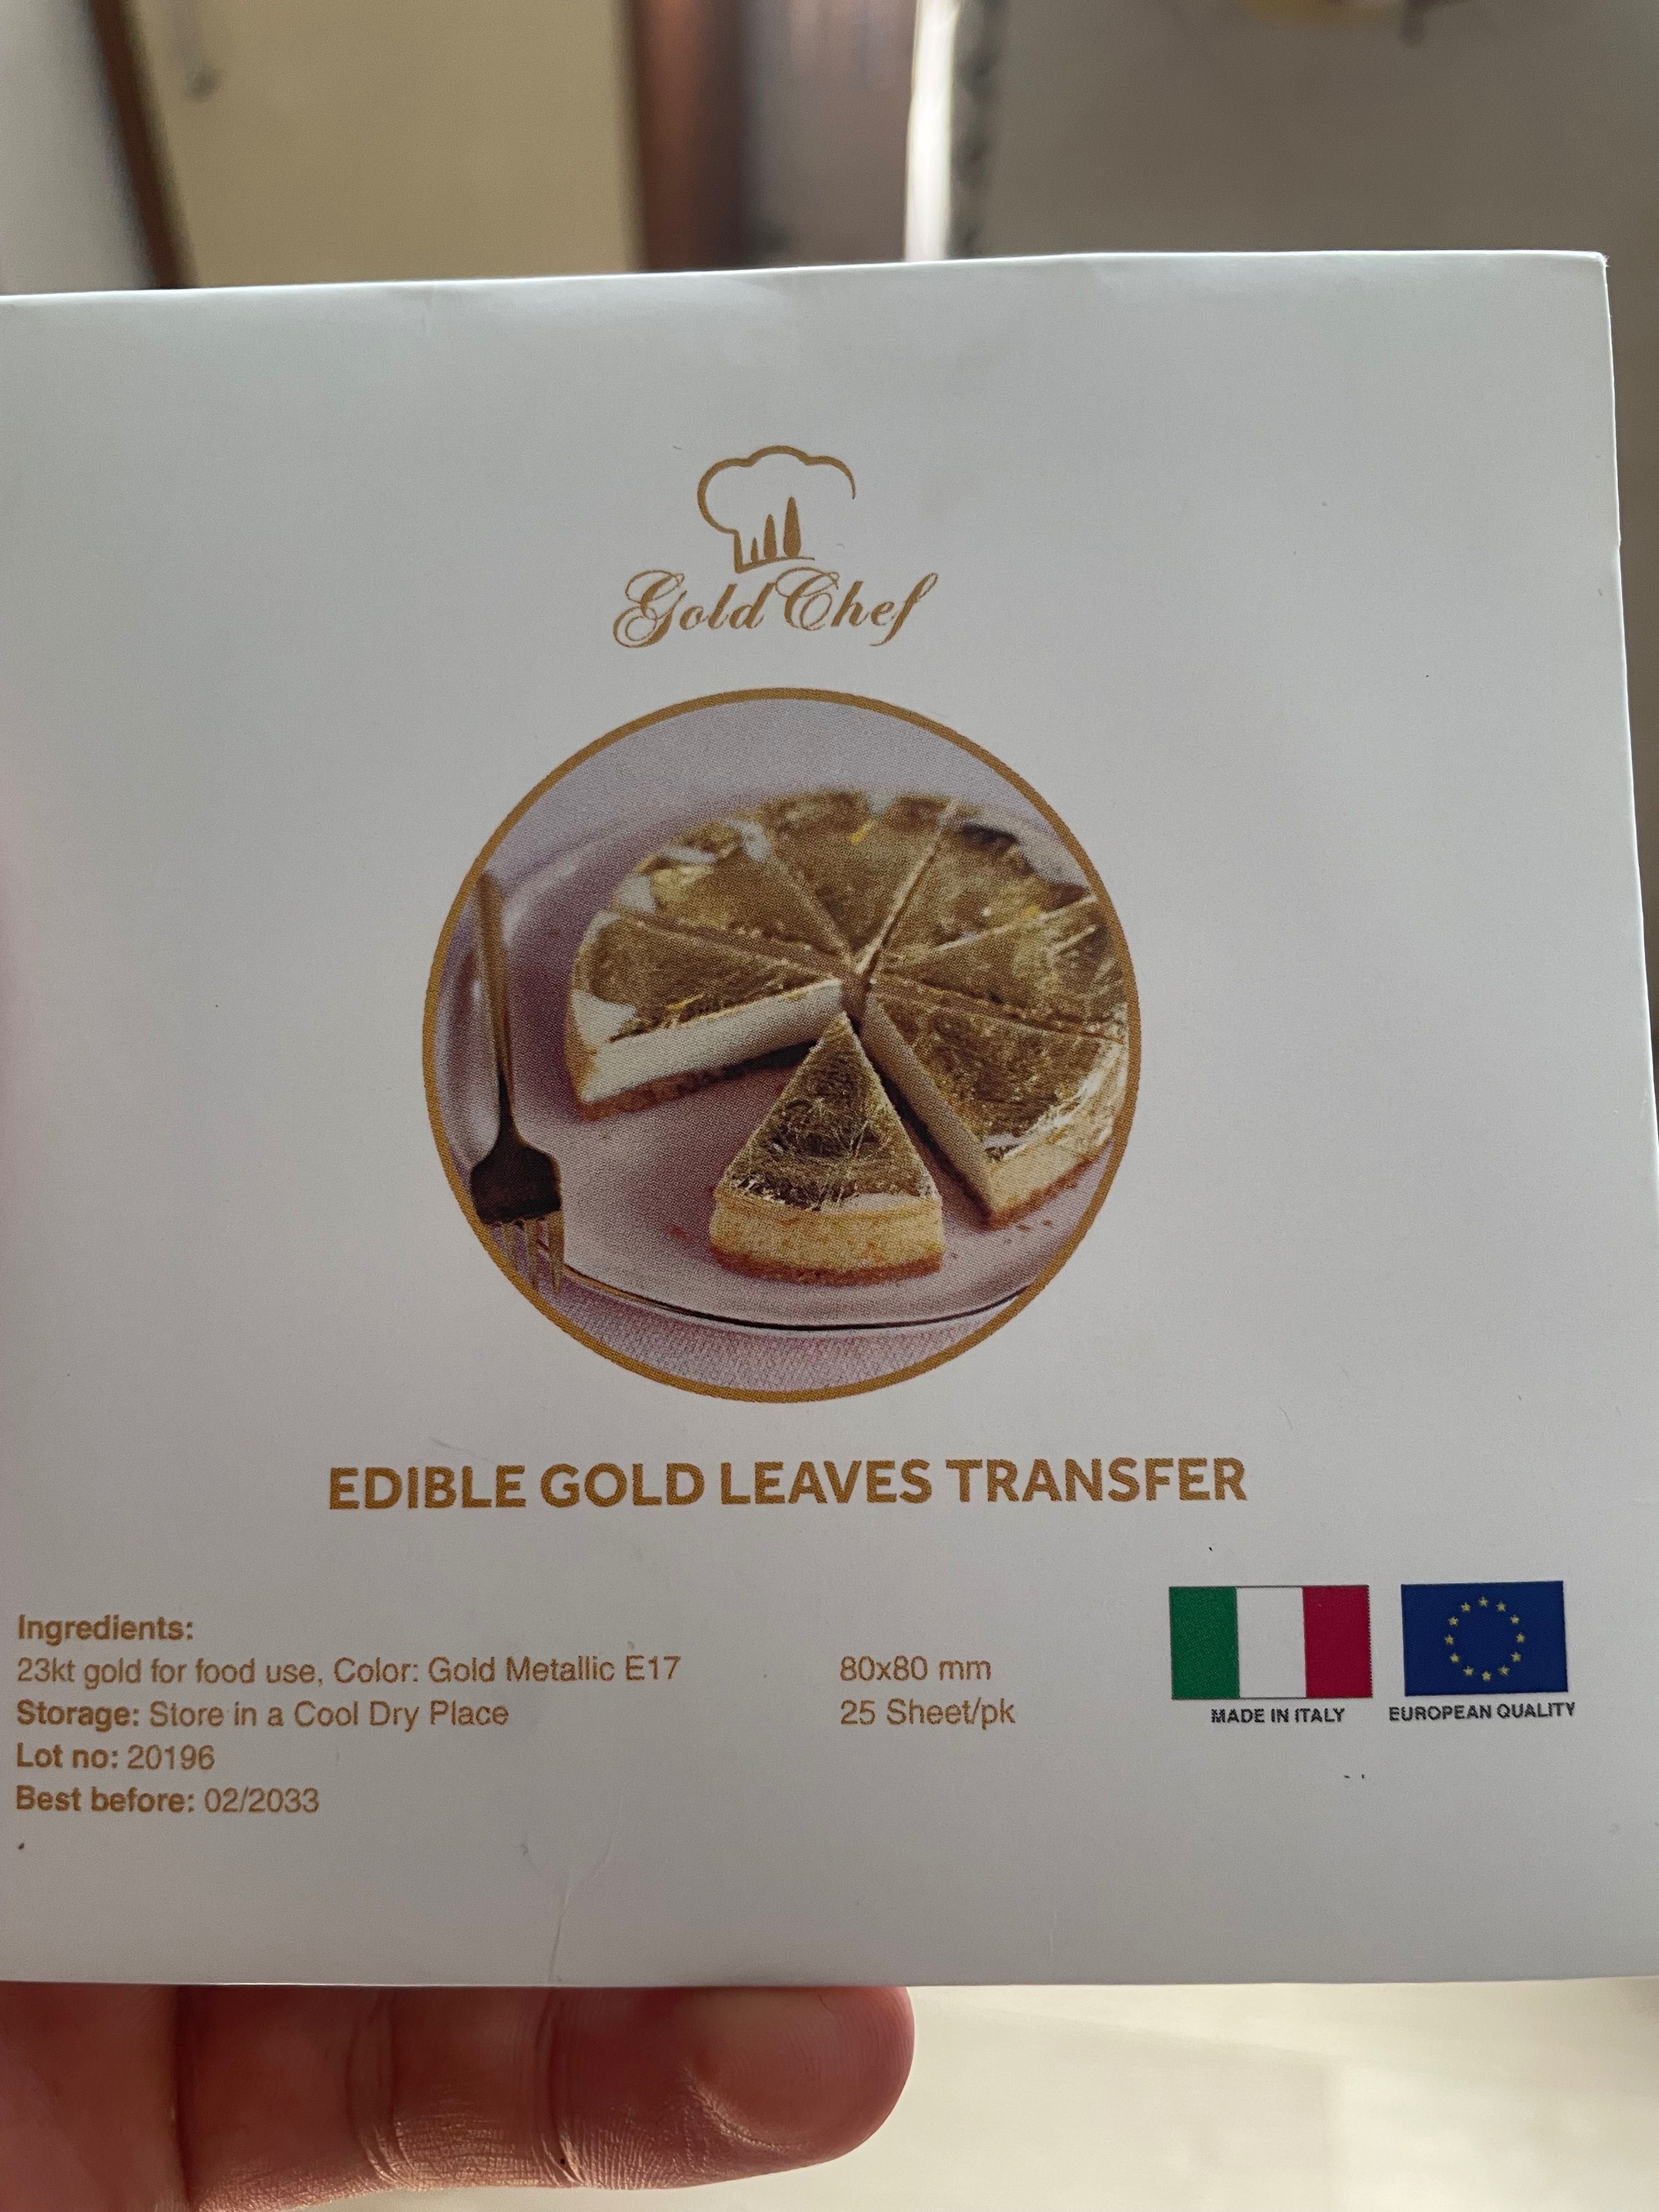 Gold Chef
EDIBLE GOLD LEAVES TRANSFER
Ingredients:
23kt gold for food use, Color: Gold Metallic E17
Storage: Store in a Cool Dry Place
Lot no: 20196
Best before: 02/2033
80x80 mm
25 Sheet/pk
MADE IN ITALY
EUROPEAN QUALITY